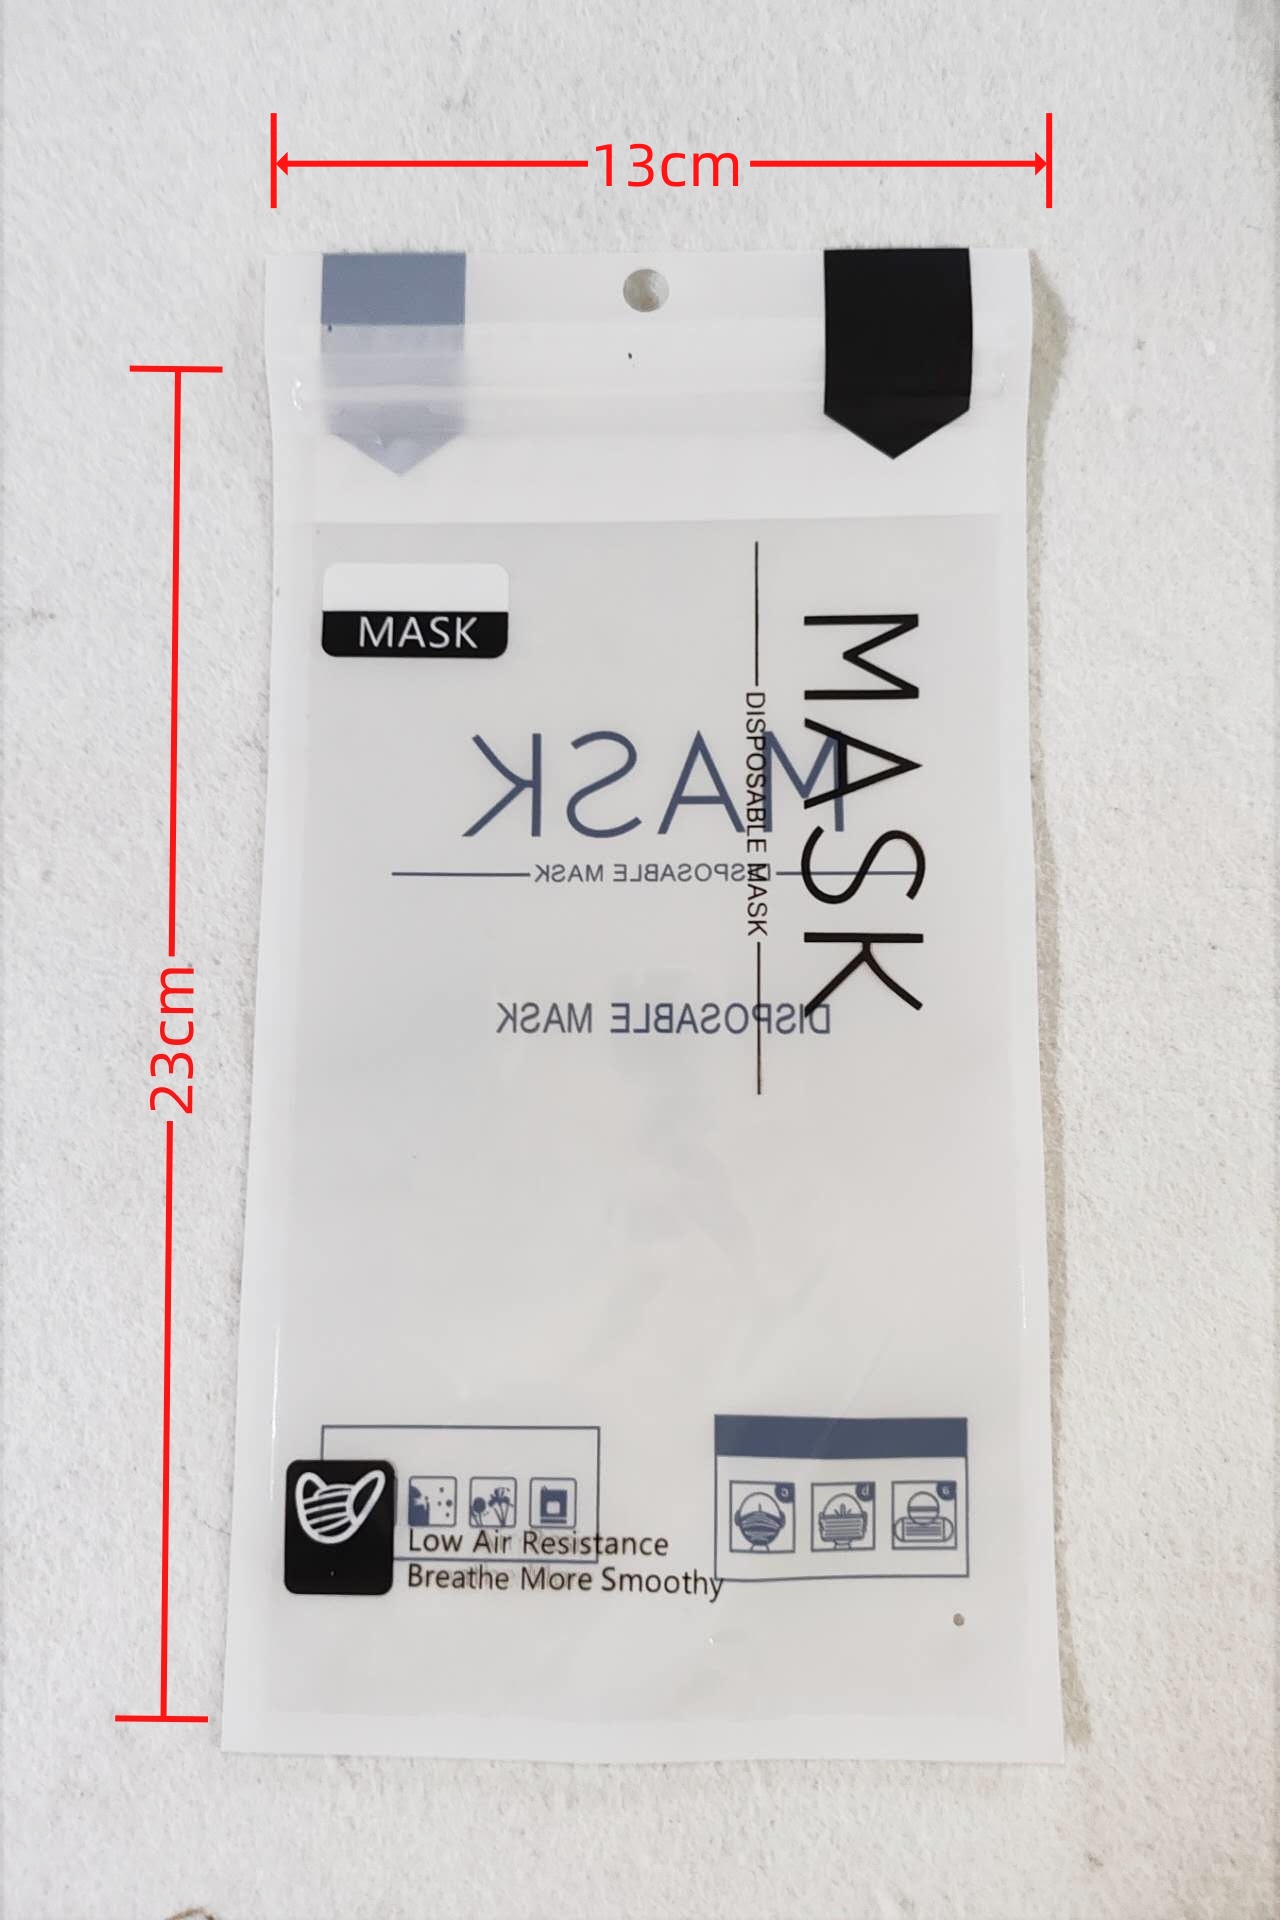 13cm
23cm
MASK
MASK
DISPOSABLE MASK
MASK
DISPOSABLE MASK
DISPOSABLE MASK
a
b
c
Low Air Resistance
Breathe More Smoothy